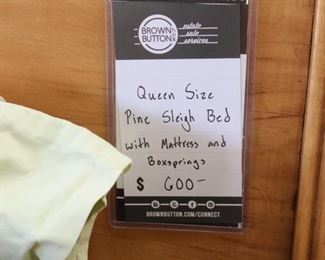 BROWN
BUTTON
estate
sale
services
Queen Size
Pine Sleigh Bed
with Mattress and
Boxsprings
$ 600-
BROWNBUTTON.COM/CONNECT